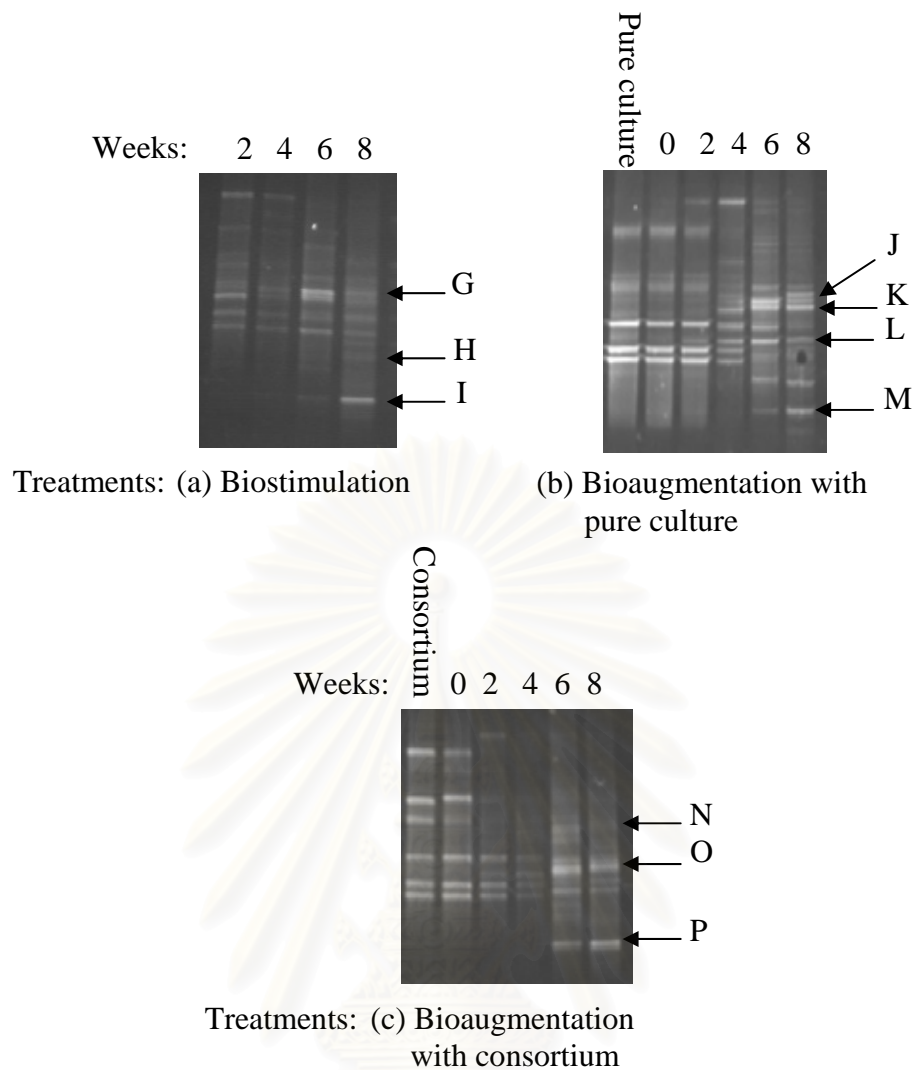 Pure culture
Weeks: 2 4 6 8
0 2 4 6 8
G
H
I
J
K
L
M
Treatments: (a) Biostimulation
(b) Bioaugmentation with
pure culture
Consortium
Weeks: 0 2 4 6 8
N
O
P
Treatments: (c) Bioaugmentation
with consortium